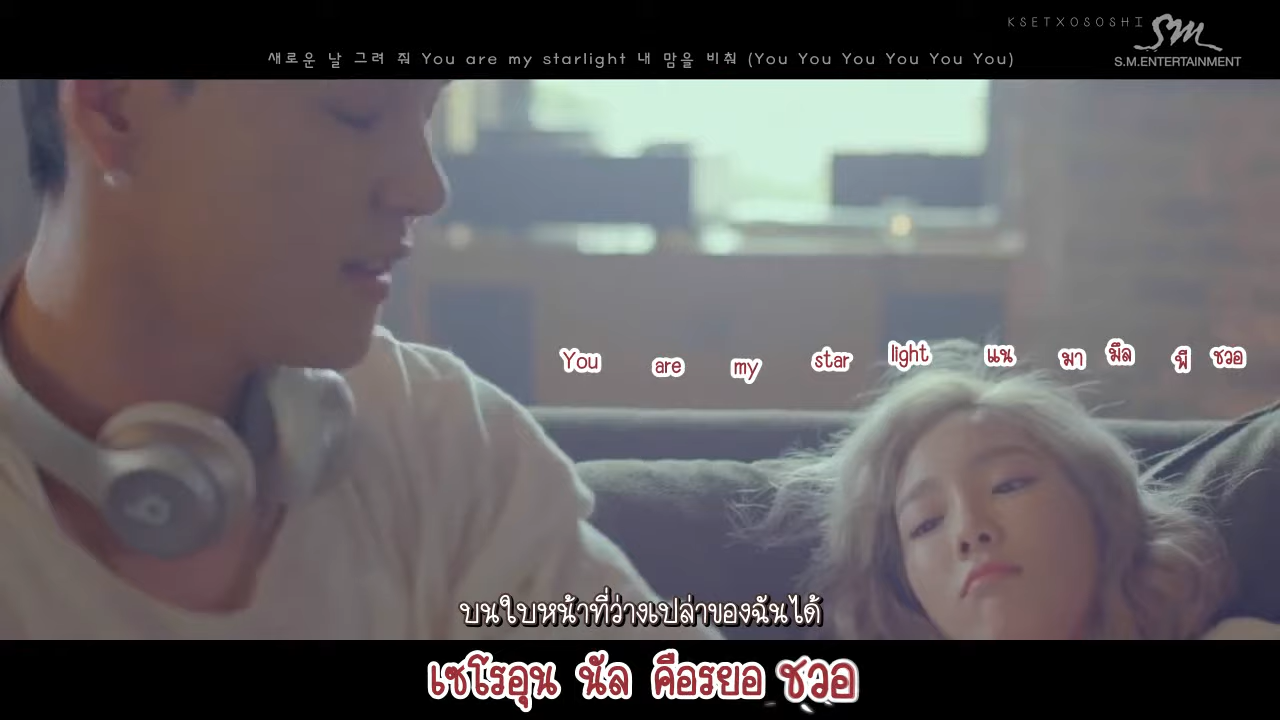 KSETXOSOSHI
SM
S.M.ENTERTAINMENT
새로운 날 그려 줘 You are my starlight 내 맘을 비춰 (You You You You You You)
You are my star light แน มา มึล พี ชวอ
บนใบหน้าที่ว่างเปล่าของฉันได้
เซโรอุน นัล คือรยอ ชวอ